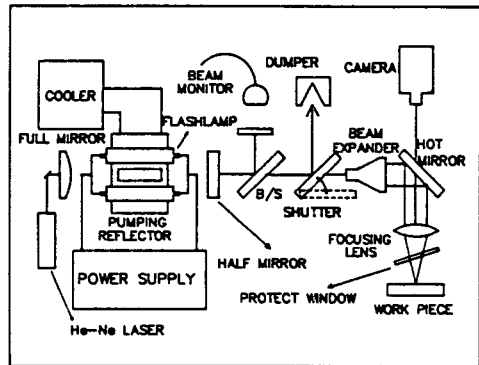 COOLER
BEAM
MONITOR
DUMPER
CAMERA
FULL MIRROR
FLASHLAMP
BEAM
EXPANDER
HOT
MIRROR
B/S
SHUTTER
PUMPING
REFLECTOR
HALF MIRROR
FOCUSING
LENS
POWER SUPPLY
PROTECT WINDOW
WORK PIECE
He-Ne LASER